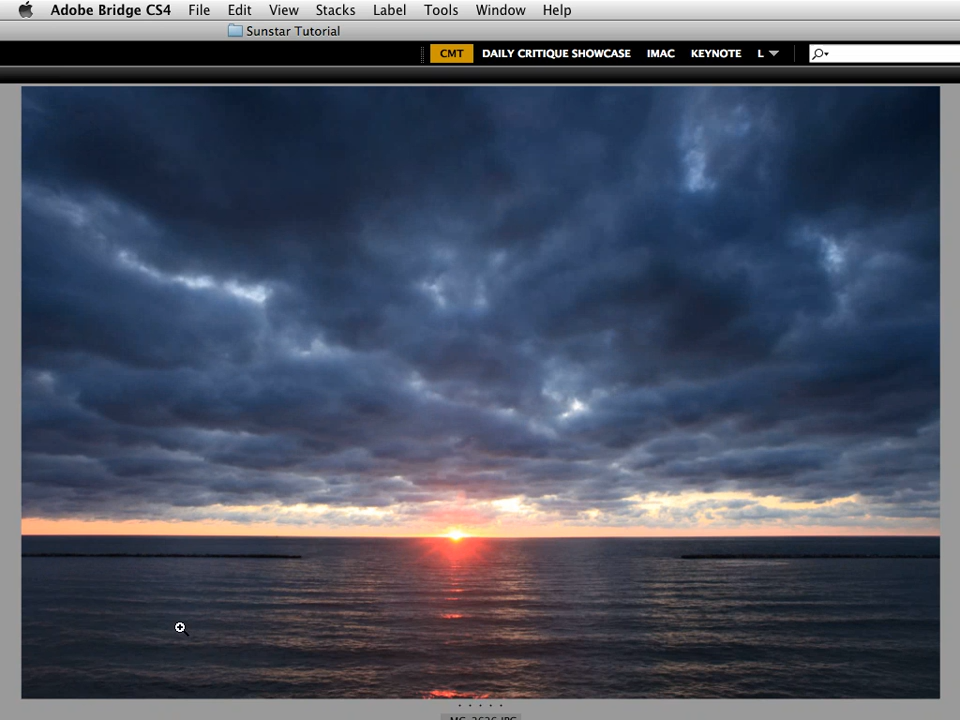 Adobe Bridge CS4 File Edit View Stacks Label Tools Window Help
Sunstar Tutorial
CMT DAILY CRITIQUE SHOWCASE IMAC KEYNOTE L